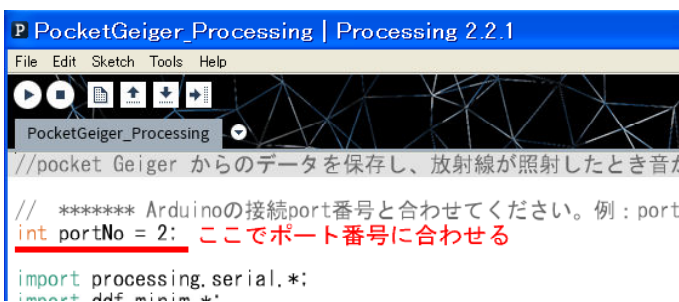 PocketGeiger_Processing | Processing 2.2.1
File Edit Sketch Tools Help
PocketGeiger_Processing
//pocket Geiger からのデータを保存し、放射線が照射したとき音が
// ******* Arduinoの接続port番号と合わせてください。例：port
int portNo = 2; ここでポート番号に合わせる
import processing.serial.*;
import ddf.minim.*;